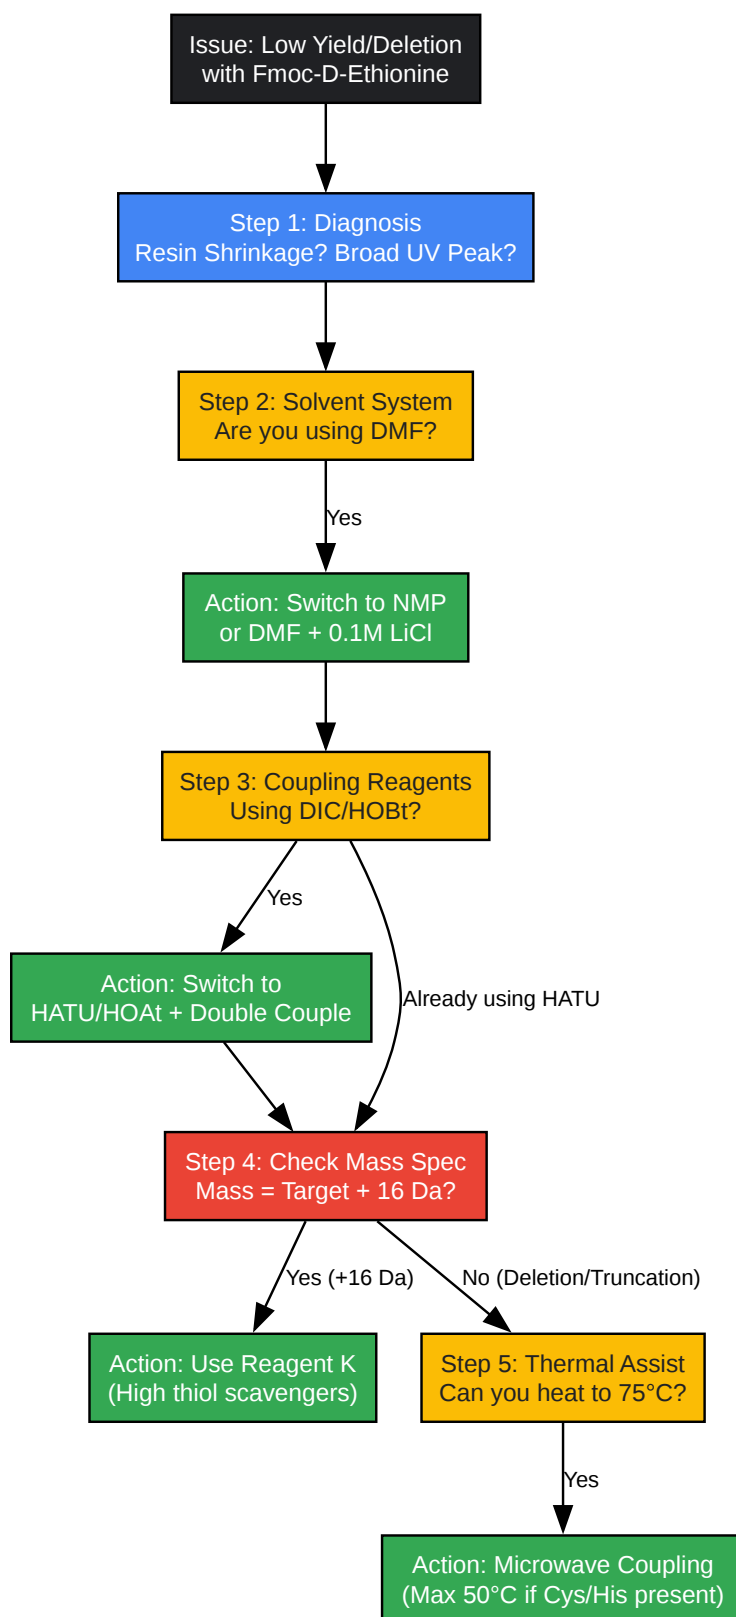 Issue: Low Yield/Deletion
with Fmoc-D-Ethionine
Step 1: Diagnosis
Resin Shrinkage? Broad UV Peak?
Step 2: Solvent System
Are you using DMF?
Yes
Action: Switch to NMP
or DMF + 0.1M LiCl
Step 3: Coupling Reagents
Using DIC/HOBt?
Yes
Action: Switch to
HATU/HOAt + Double Couple
Already using HATU
Step 4: Check Mass Spec
Mass = Target + 16 Da?
Yes (+16 Da)
No (Deletion/Truncation)
Action: Use Reagent K
(High thiol scavengers)
Step 5: Thermal Assist
Can you heat to 75°C?
Yes
Action: Microwave Coupling
(Max 50°C if Cys/His present)